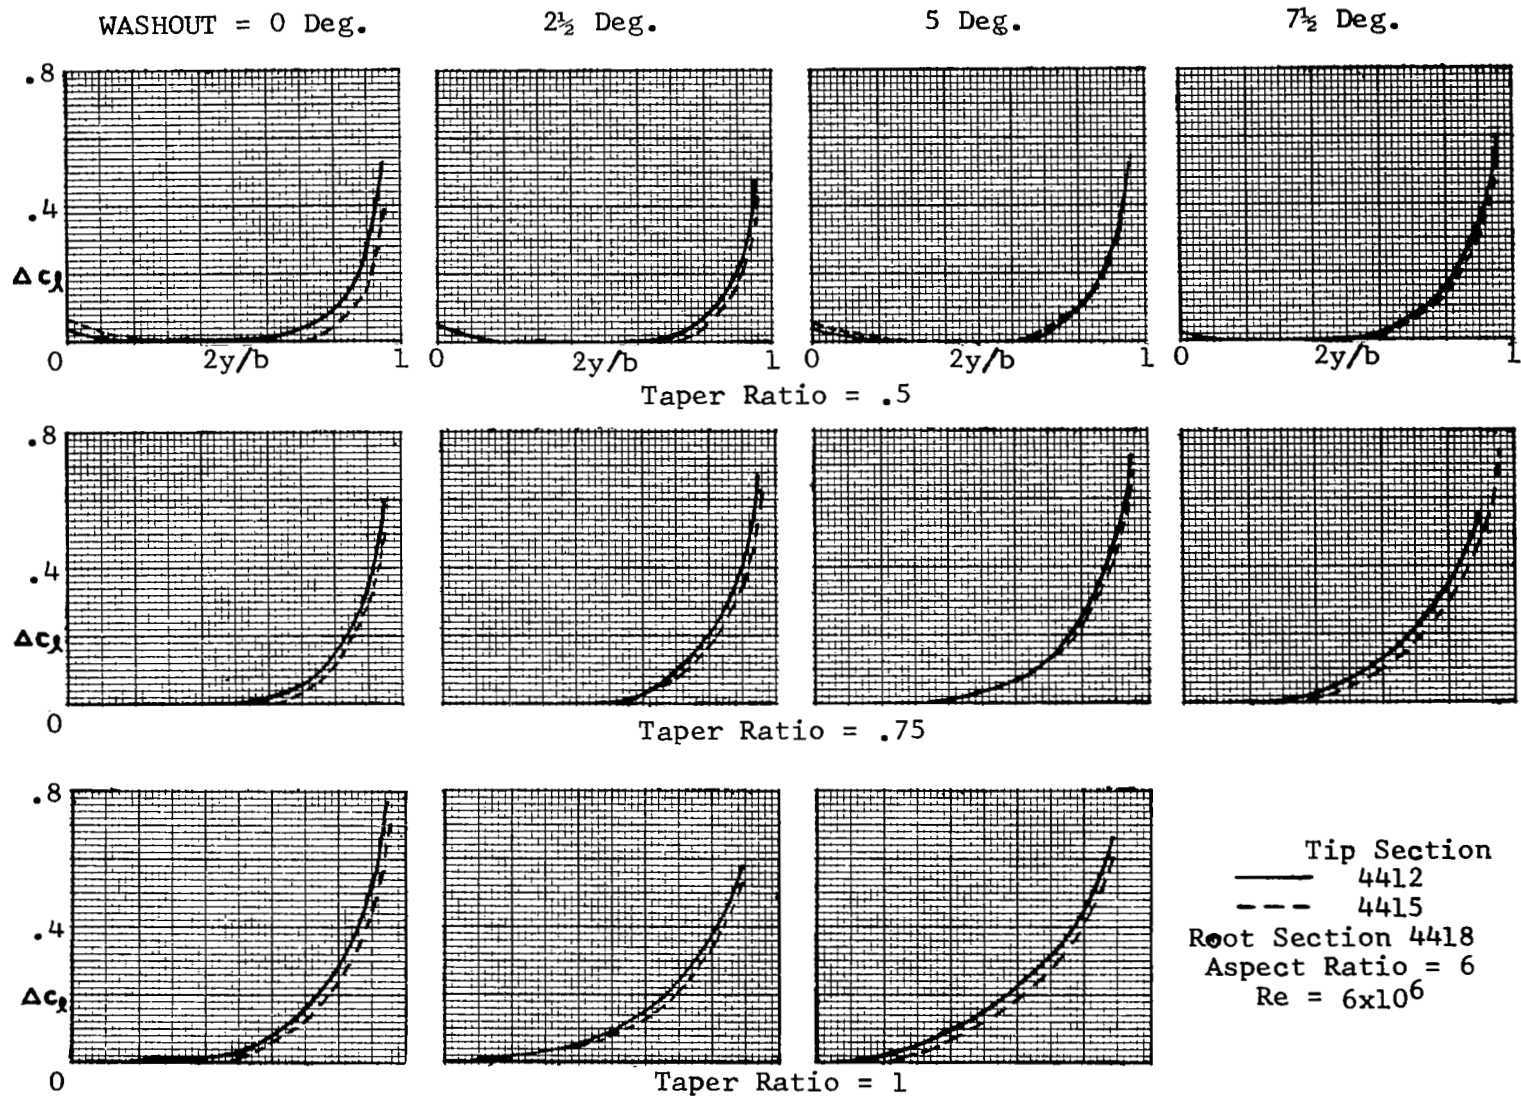 WASHOUT = 0 Deg. 2½ Deg. 5 Deg. 7½ Deg.
.8
.4
Δcℓ
0 2y/b 1 0 2y/b 1 0 2y/b 1 0 2y/b 1
Taper Ratio = .5
.8
.4
Δcℓ
0
Taper Ratio = .75
.8
.4
Δcℓ
0
Taper Ratio = 1
Tip Section
4412
4415
Root Section 4418
Aspect Ratio = 6
Re = 6x10⁶